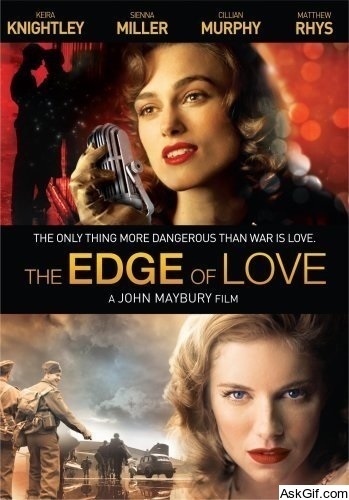 KEIRA SIENNA CILLIAN MATTHEW
KNIGHTLEY MILLER MURPHY RHYS
THE ONLY THING MORE DANGEROUS THAN WAR IS LOVE.
THE EDGE OF LOVE
A JOHN MAYBURY FILM
AskGif.com